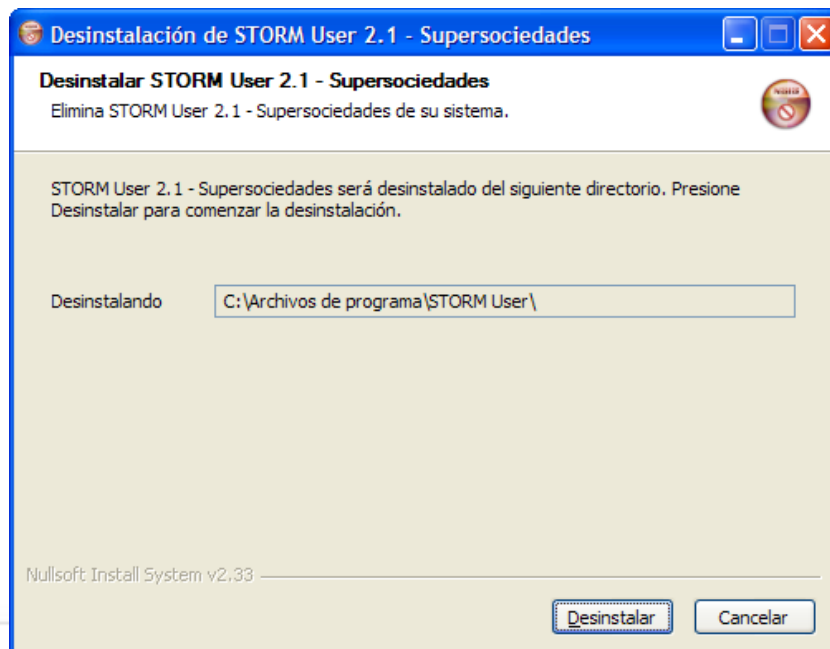 Desinstalación de STORM User 2.1 - Supersociedades
Desinstalar STORM User 2.1 - Supersociedades
Elimina STORM User 2.1 - Supersociedades de su sistema.
STORM User 2.1 - Supersociedades será desinstalado del siguiente directorio. Presione
Desinstalar para comenzar la desinstalación.
Desinstalando C:\Archivos de programa\STORM User\
Nullsoft Install System v2.33
Desinstalar Cancelar